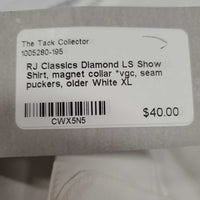 The Tack Collector
1005280-195
RJ Classics Diamond LS Show
Shirt, magnet collar *vgc, seam
puckers, older White XL
$40.00
CWX5N5